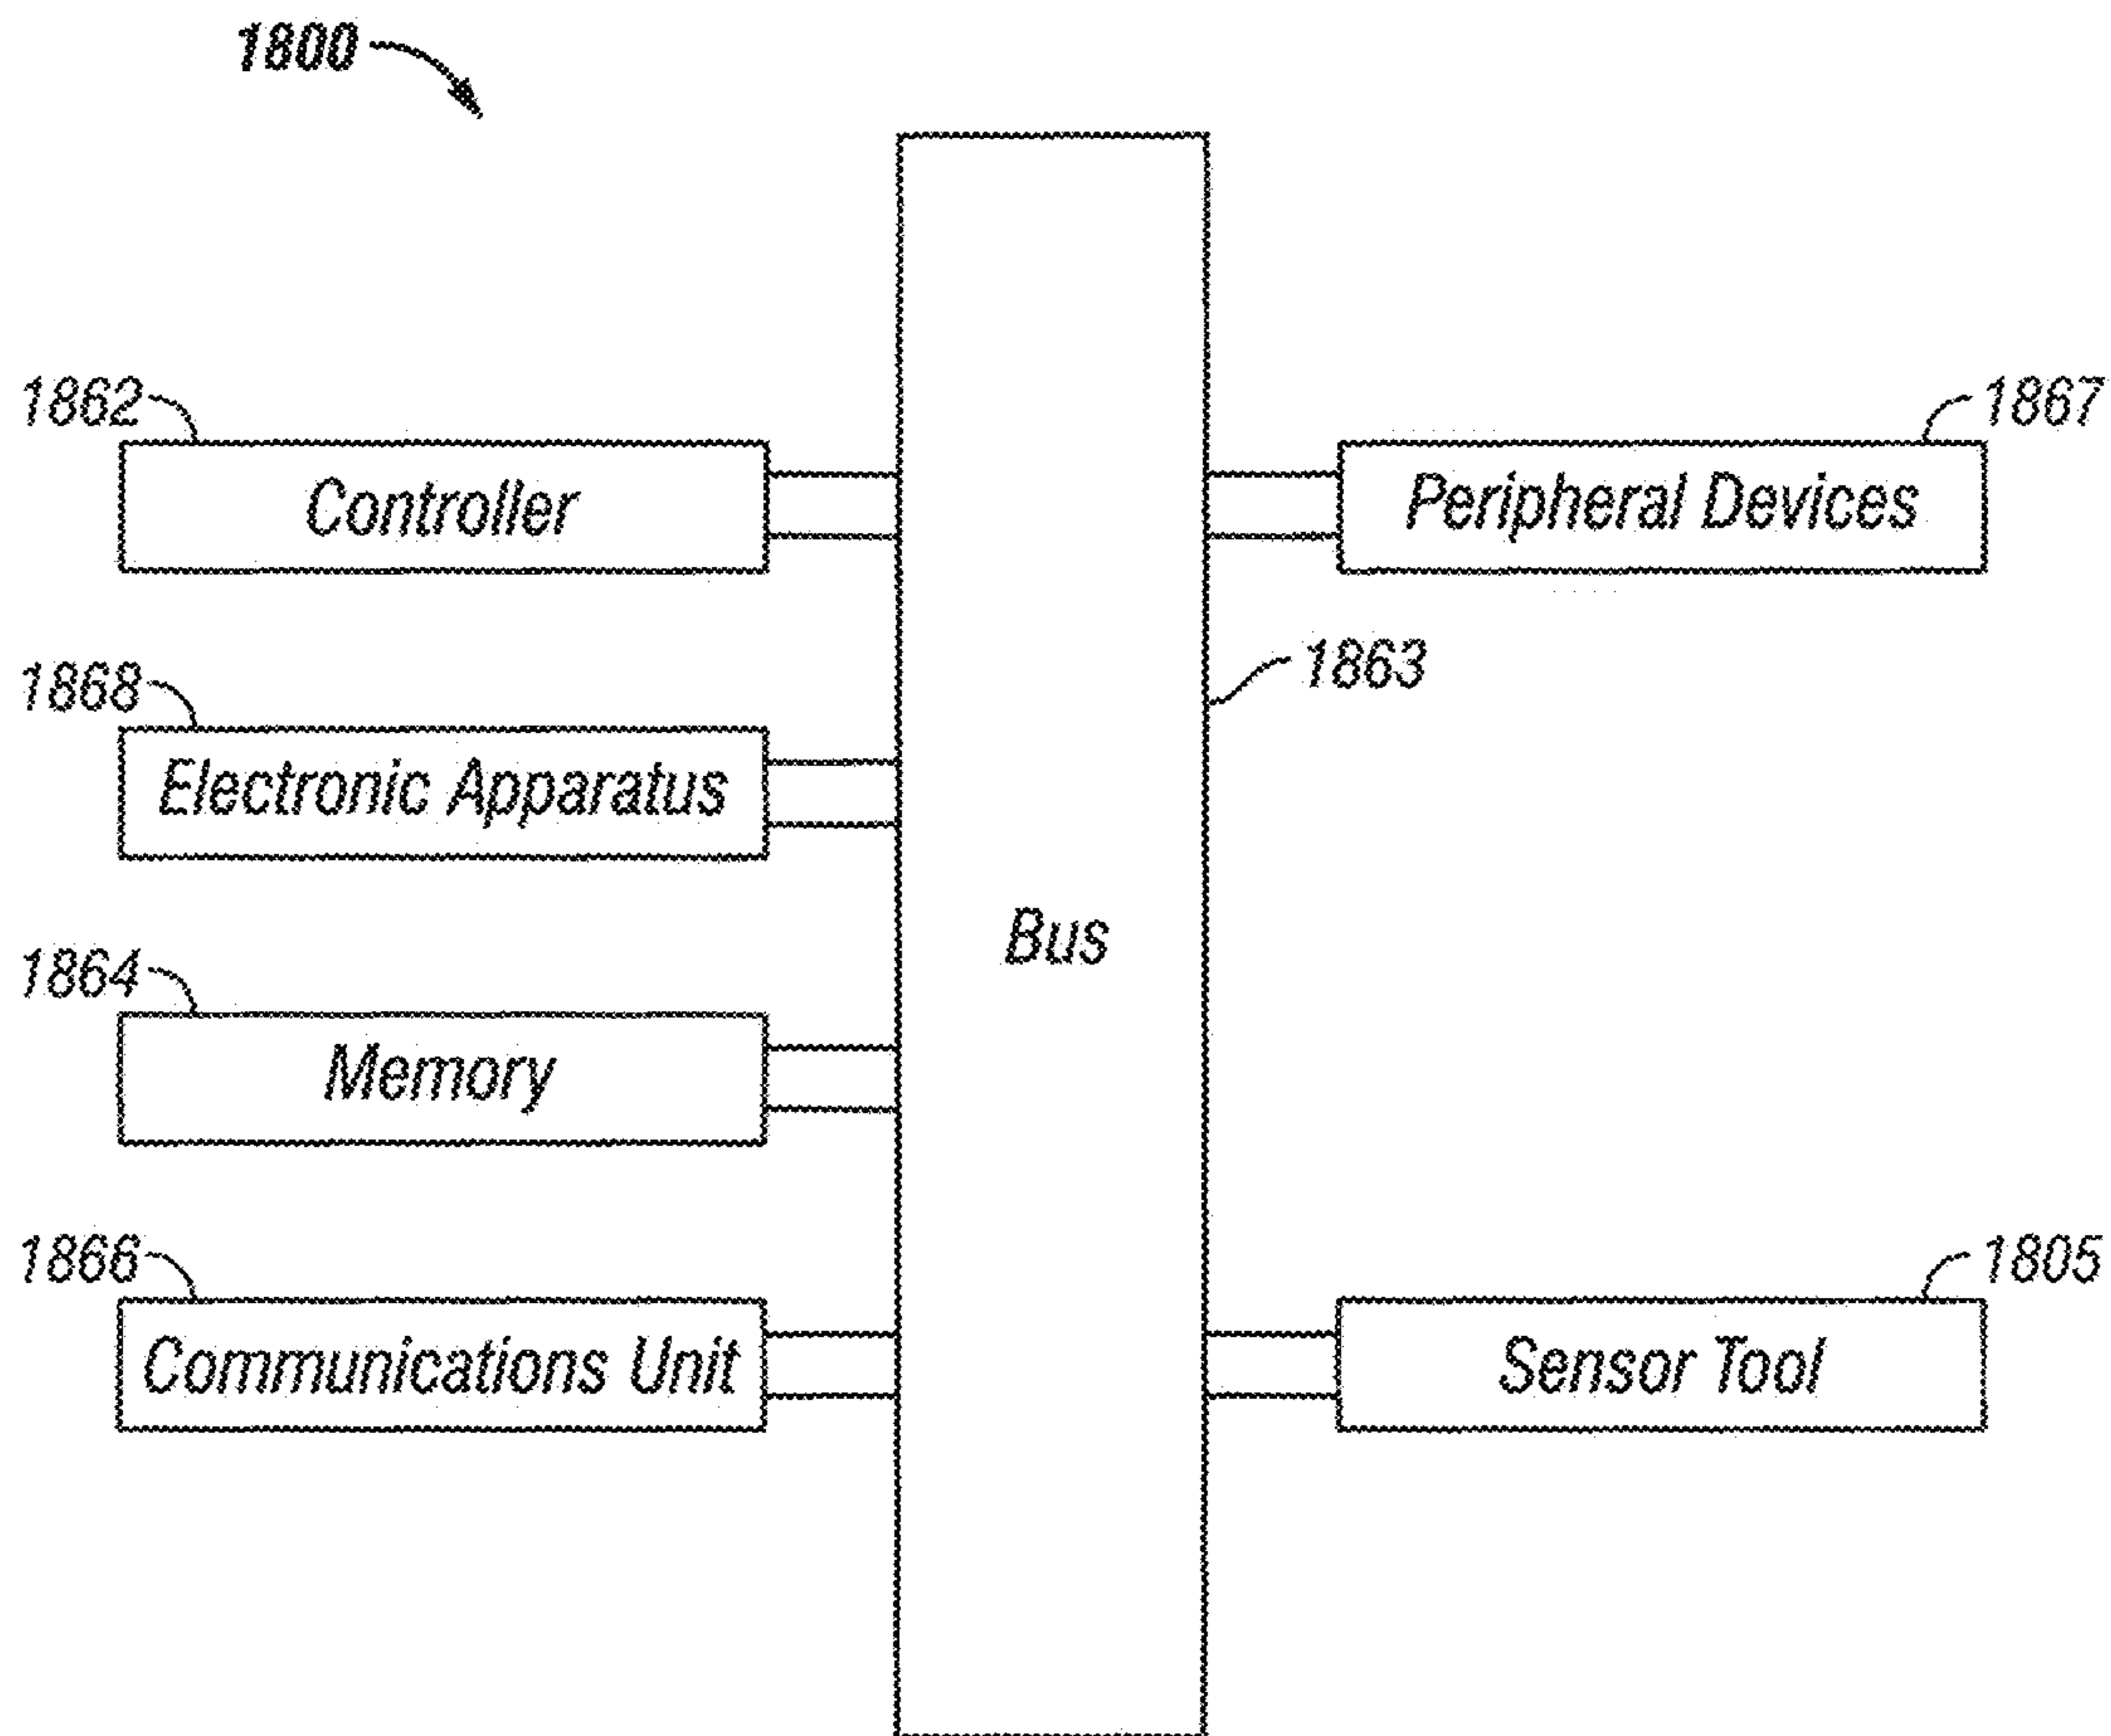 1800
1862
Controller
1867
Peripheral Devices
1863
1868
Electronic Apparatus
Bus
1864
Memory
1866
Communications Unit
1805
Sensor Tool